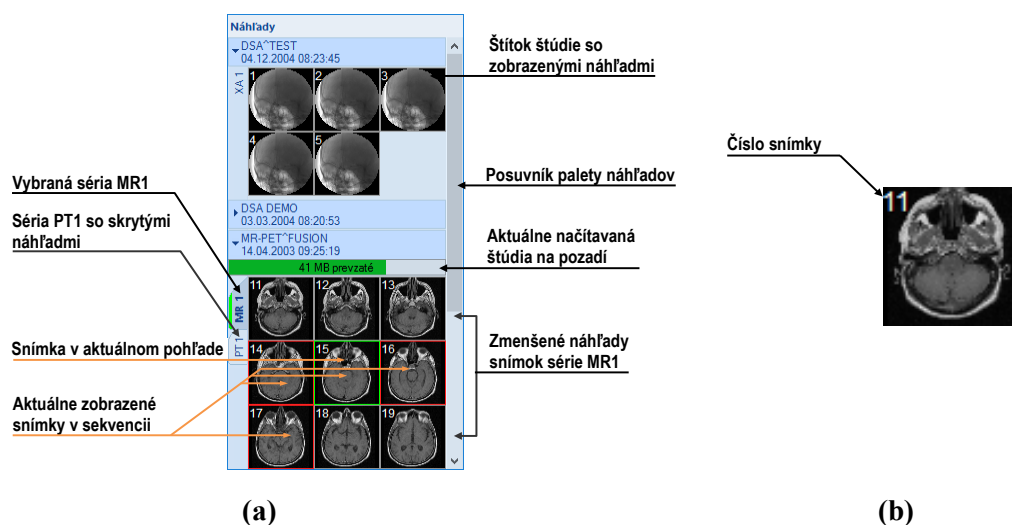 Náhľady
DSA^TEST
04.12.2004 08:23:45
XA 1
1
2
3
4
5
DSA DEMO
03.03.2004 08:20:53
MR-PET^FUSION
14.04.2003 09:25:19
41 MB prevzaté
MR 1
PT 1
11
12
13
14
15
16
17
18
19
Vybraná séria MR1
Séria PT1 so skrytými
náhľadmi
Snímka v aktuálnom pohľade
Aktuálne zobrazené
snímky v sekvencii
Štítok štúdie so
zobrazenými náhľadmi
Posuvník palety náhľadov
Aktuálne načítavaná
štúdia na pozadí
Zmenšené náhľady
snímok série MR1
(a)
Číslo snímky
11
(b)